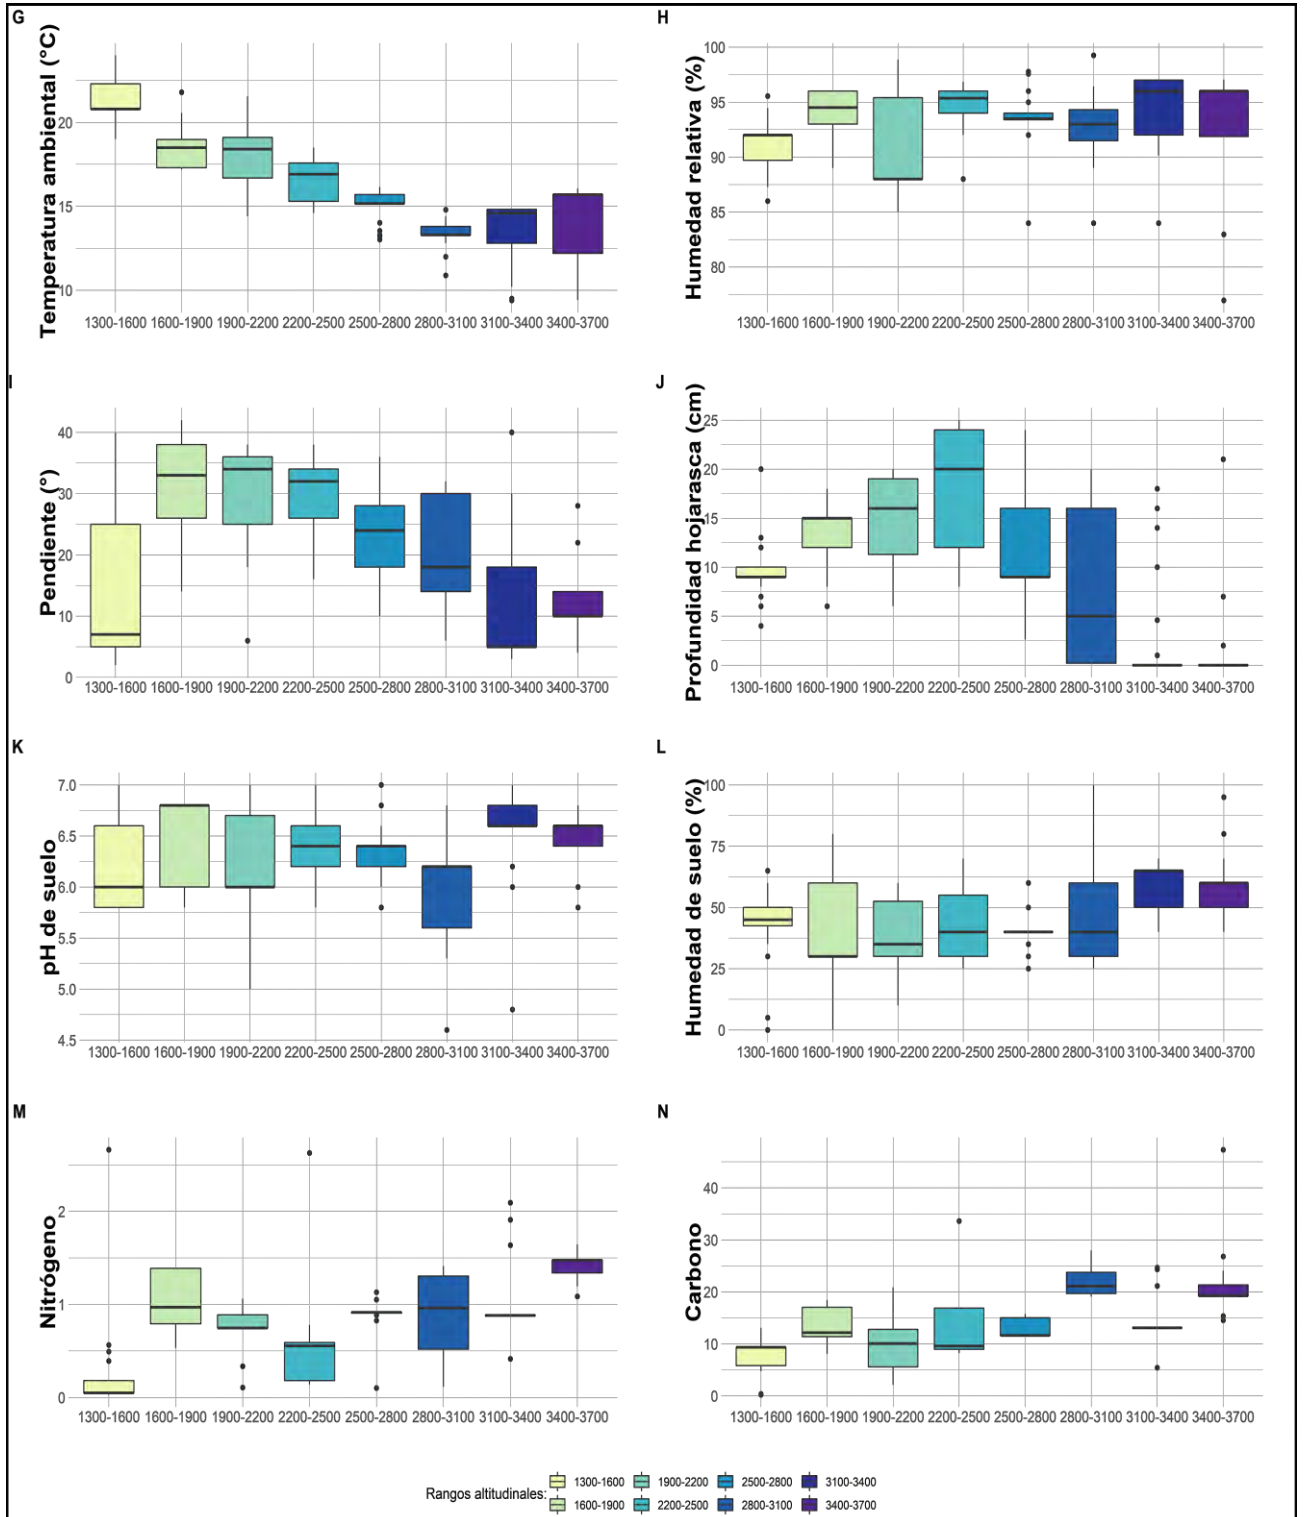 G
Temperatura ambiental (°C)
20
15
10
1300-1600 1600-1900 1900-2200 2200-2500 2500-2800 2800-3100 3100-3400 3400-3700
H
Humedad relativa (%)
100
95
90
85
80
1300-1600 1600-1900 1900-2200 2200-2500 2500-2800 2800-3100 3100-3400 3400-3700
I
Pendiente (°)
40
30
20
10
0
1300-1600 1600-1900 1900-2200 2200-2500 2500-2800 2800-3100 3100-3400 3400-3700
J
Profundidad hojarasca (cm)
25
20
15
10
5
0
1300-1600 1600-1900 1900-2200 2200-2500 2500-2800 2800-3100 3100-3400 3400-3700
K
pH de suelo
7.0
6.5
6.0
5.5
5.0
4.5
1300-1600 1600-1900 1900-2200 2200-2500 2500-2800 2800-3100 3100-3400 3400-3700
L
Humedad de suelo (%)
100
75
50
25
0
1300-1600 1600-1900 1900-2200 2200-2500 2500-2800 2800-3100 3100-3400 3400-3700
M
Nitrógeno
2
1
0
1300-1600 1600-1900 1900-2200 2200-2500 2500-2800 2800-3100 3100-3400 3400-3700
N
Carbono
40
30
20
10
0
1300-1600 1600-1900 1900-2200 2200-2500 2500-2800 2800-3100 3100-3400 3400-3700
Rangos altitudinales:
1300-1600 1900-2200 2500-2800 3100-3400
1600-1900 2200-2500 2800-3100 3400-3700